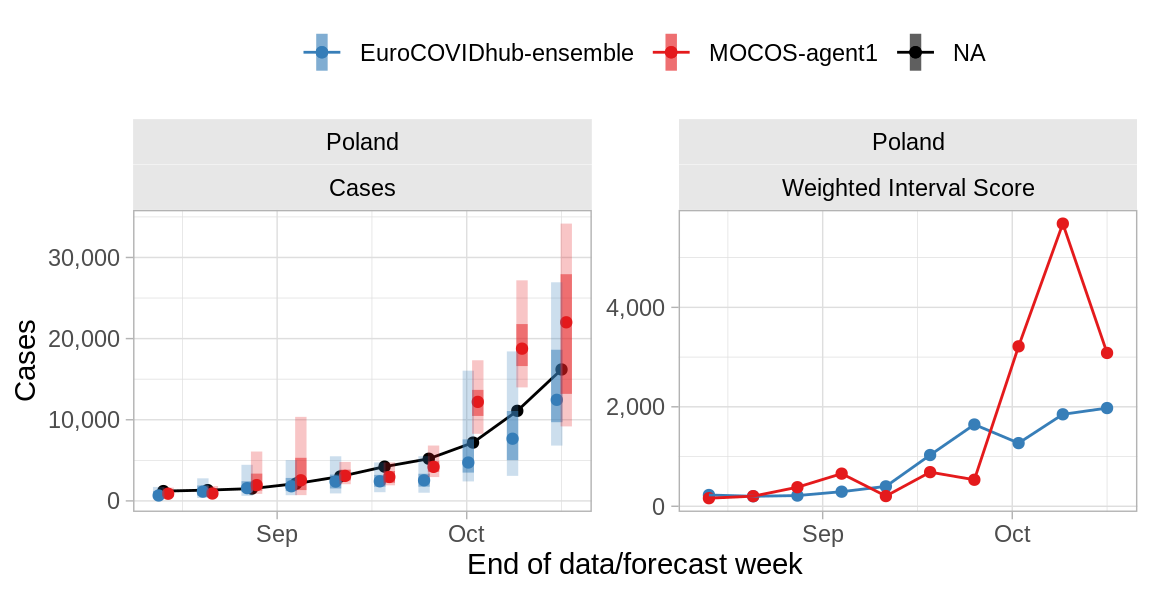 EuroCOVIDhub-ensemble MOCOS-agent1 NA
Poland Poland
Cases Weighted Interval Score
30,000
20,000
10,000
0
Cases
4,000
2,000
0
Sep Oct Sep Oct
End of data/forecast week